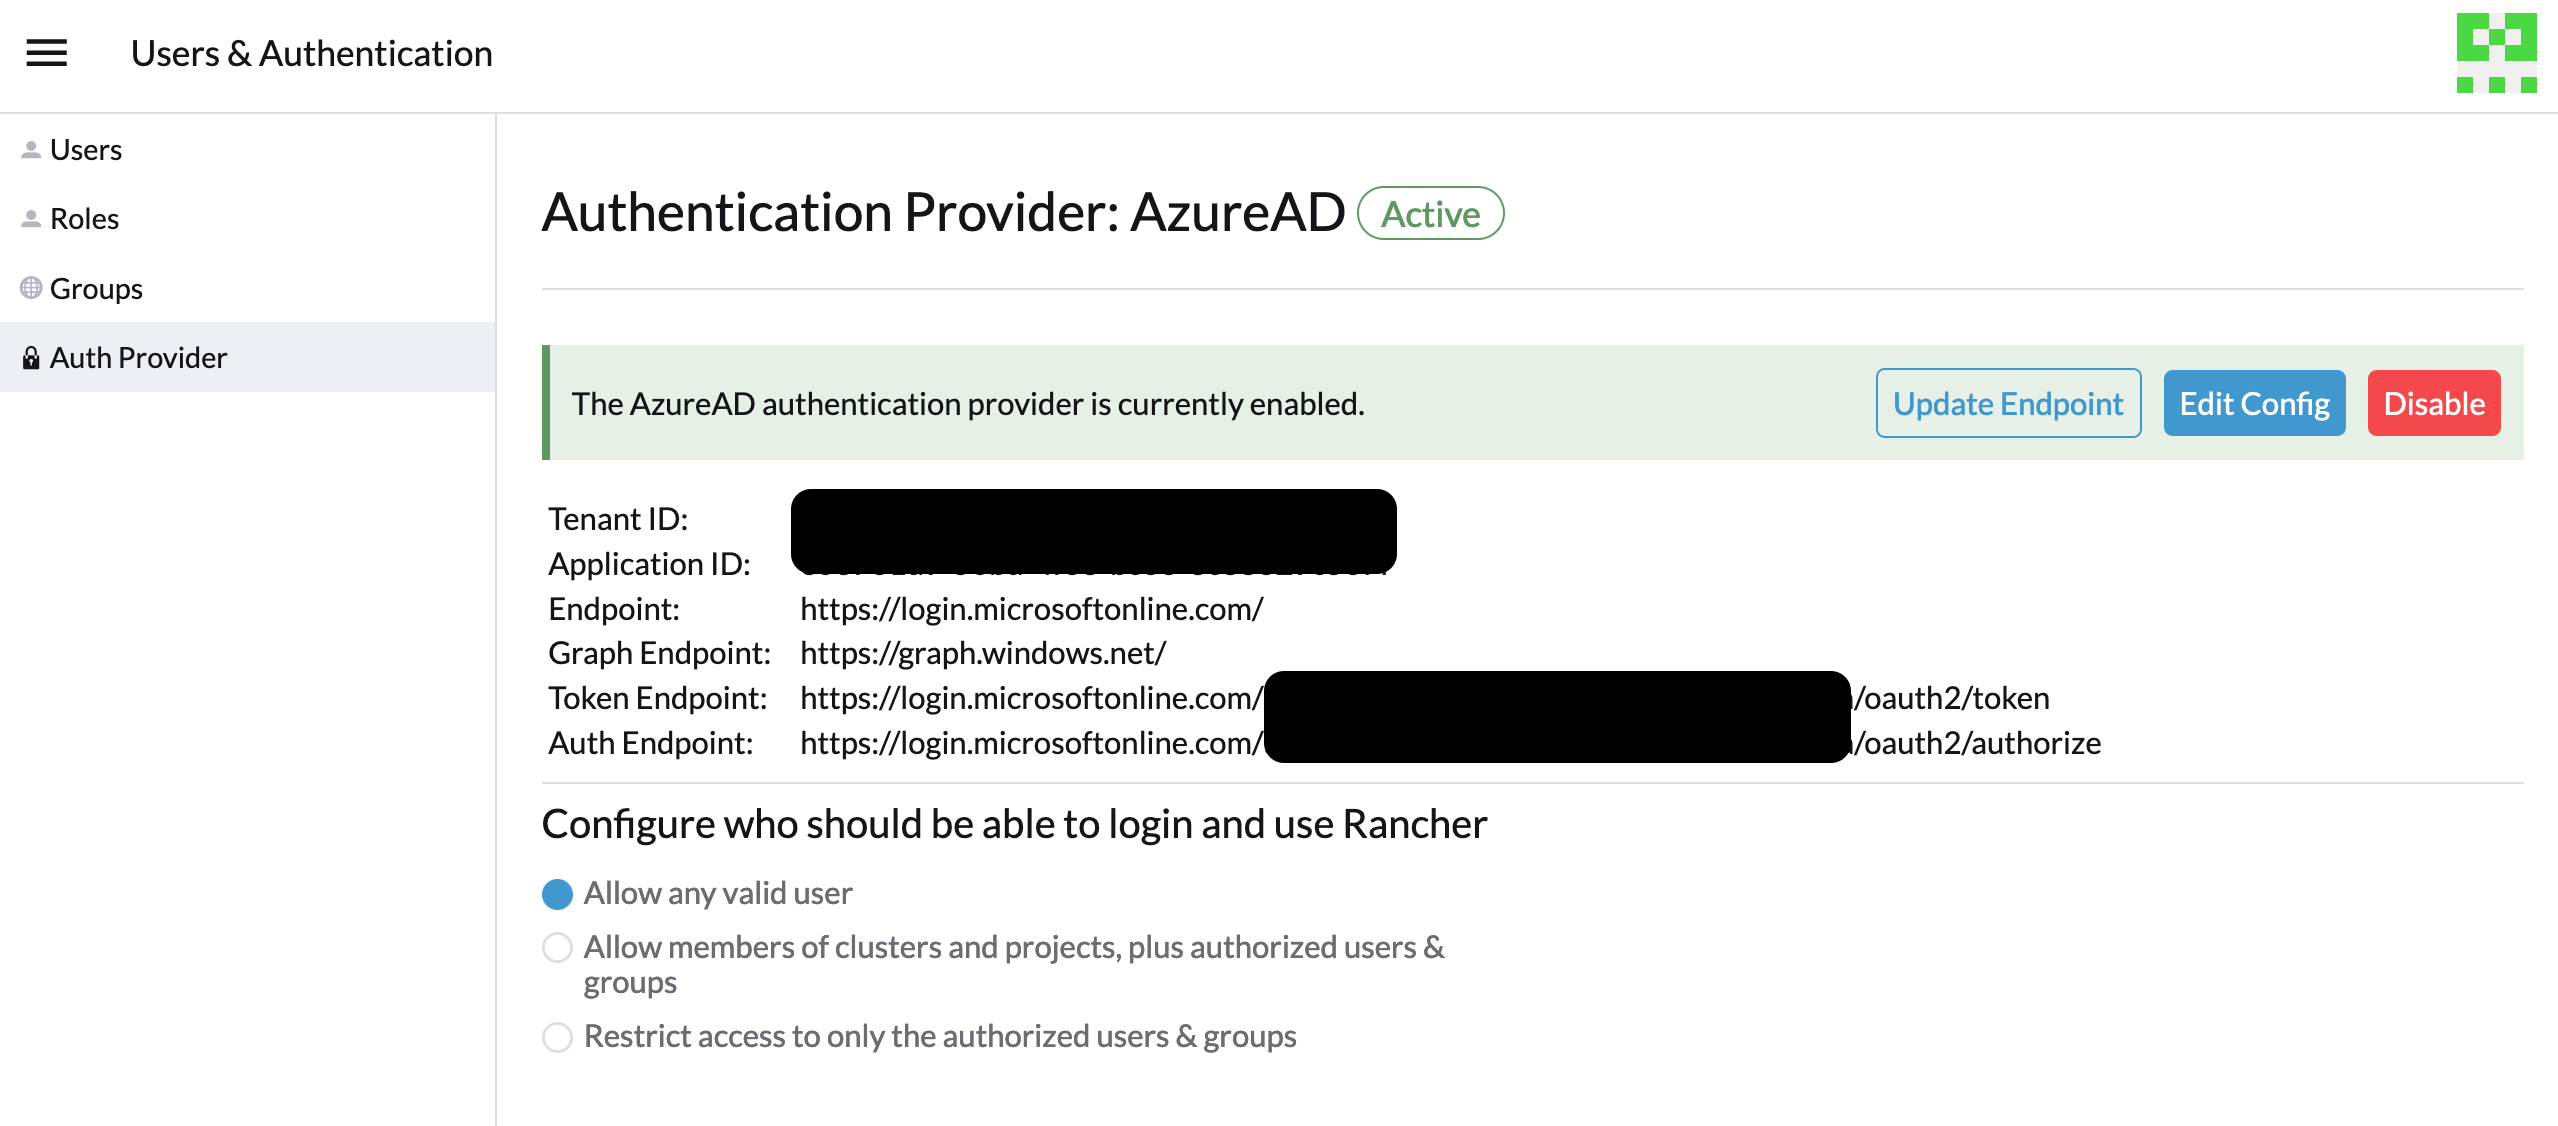 Users & Authentication
Users
Roles
Groups
Auth Provider
Authentication Provider: AzureAD Active
The AzureAD authentication provider is currently enabled. Update Endpoint Edit Config Disable
Tenant ID:
Application ID:
Endpoint: https://login.microsoftonline.com/
Graph Endpoint: https://graph.windows.net/
Token Endpoint: https://login.microsoftonline.com/ /oauth2/token
Auth Endpoint: https://login.microsoftonline.com/ /oauth2/authorize
Configure who should be able to login and use Rancher
Allow any valid user
Allow members of clusters and projects, plus authorized users &
groups
Restrict access to only the authorized users & groups